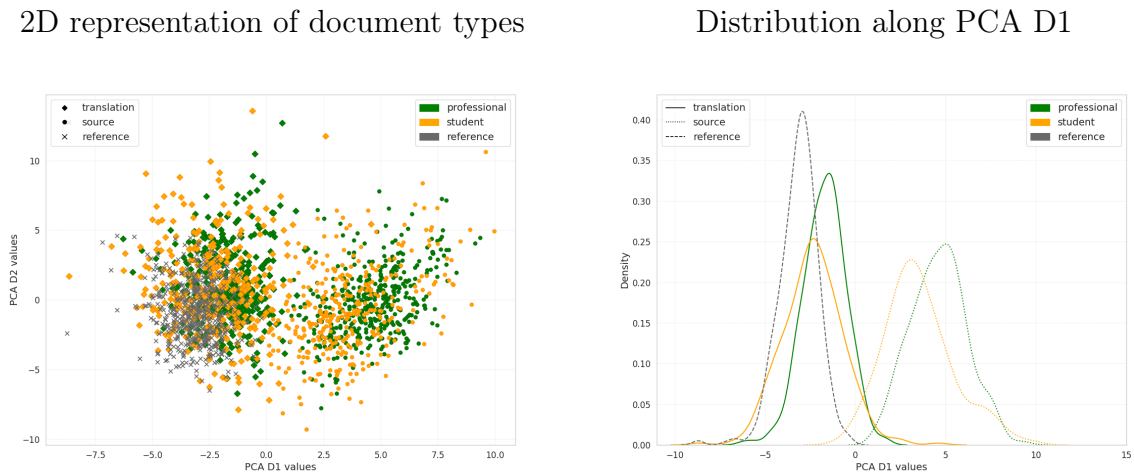 2D representation of document types
Distribution along PCA D1
translation
source
reference
professional
student
reference
PCA D2 values
10
5
0
−5
−10
−7.5
−5.0
−2.5
0.0
2.5
5.0
7.5
10.0
PCA D1 values
translation
source
reference
professional
student
reference
Density
0.40
0.35
0.30
0.25
0.20
0.15
0.10
0.05
0.00
−10
−5
0
5
10
15
PCA D1 values